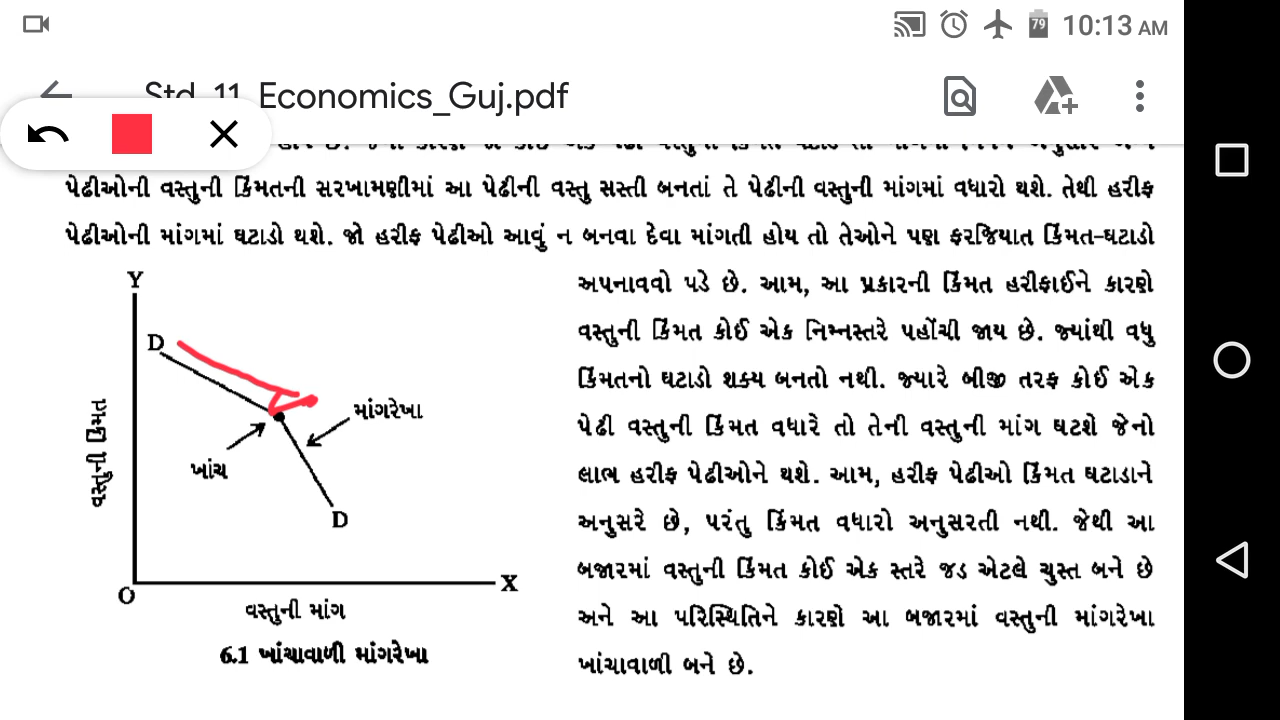 79 10:13 AM
Std 11 Economics_Guj.pdf
પેઢીઓની વસ્તુની કિંમતની સરખામણીમાં આ પેઢીની વસ્તુ સસ્તી બનતાં તે પેઢીની વસ્તુની માંગમાં વધારો થશે. તેથી હરીફ
પેઢીઓની માંગમાં ઘટાડો થશે. જો હરીફ પેઢીઓ આવું ન બનવા દેવા માંગતી હોય તો તેઓને પણ ફરજિયાત કિંમત-ઘટાડો
અપનાવવો પડે છે. આમ, આ પ્રકારની કિંમત હરીફાઈને કારણે
વસ્તુની કિંમત કોઈ એક નિમ્નસ્તરે પહોંચી જાય છે. જ્યાંથી વધુ
કિંમતનો ઘટાડો શક્ય બનતો નથી. જ્યારે બીજી તરફ કોઈ એક
પેઢી વસ્તુની કિંમત વધારે તો તેની વસ્તુની માંગ ઘટશે જેનો
લાભ હરીફ પેઢીઓને થશે. આમ, હરીફ પેઢીઓ કિંમત ઘટાડાને
અનુસરે છે, પરંતુ કિંમત વધારો અનુસરતી નથી. જેથી આ
બજારમાં વસ્તુની કિંમત કોઈ એક સ્તરે જડ એટલે ચુસ્ત બને છે
અને આ પરિસ્થિતિને કારણે આ બજારમાં વસ્તુની માંગરેખા
ખાંચાવાળી બને છે.
Y
D
માંગરેખા
ખાંચ
વસ્તુની કિંમત
D
O
X
વસ્તુની માંગ
6.1 ખાંચાવાળી માંગરેખા